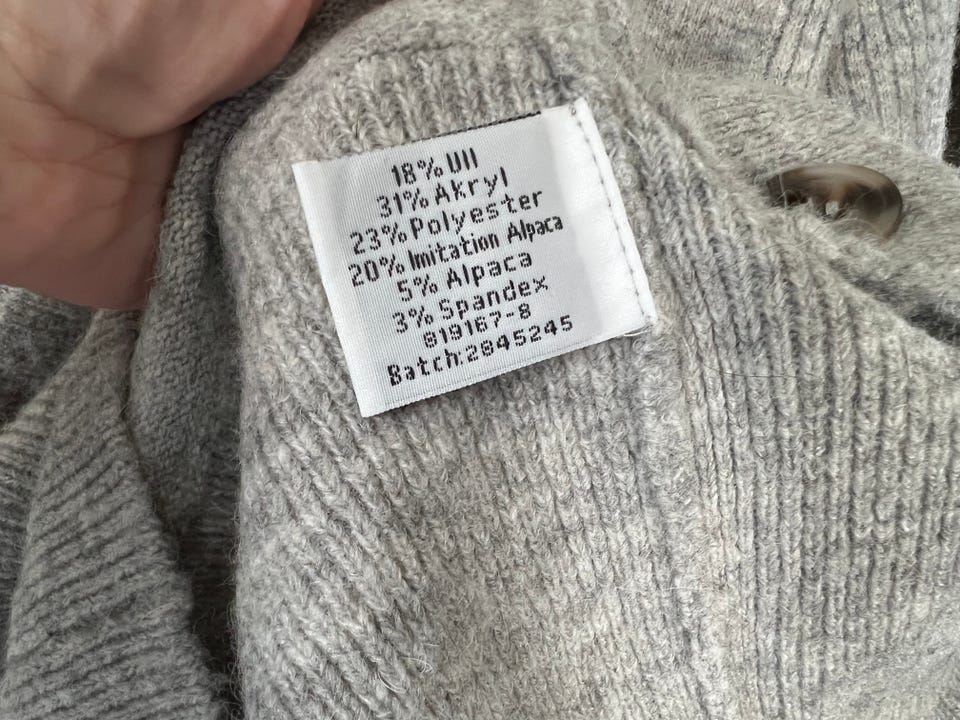 18% Ull
31% Akryl
23% Polyester
20% Imitation Alpaca
5% Alpaca
3% Spandex
819167-8
Batch:2845245